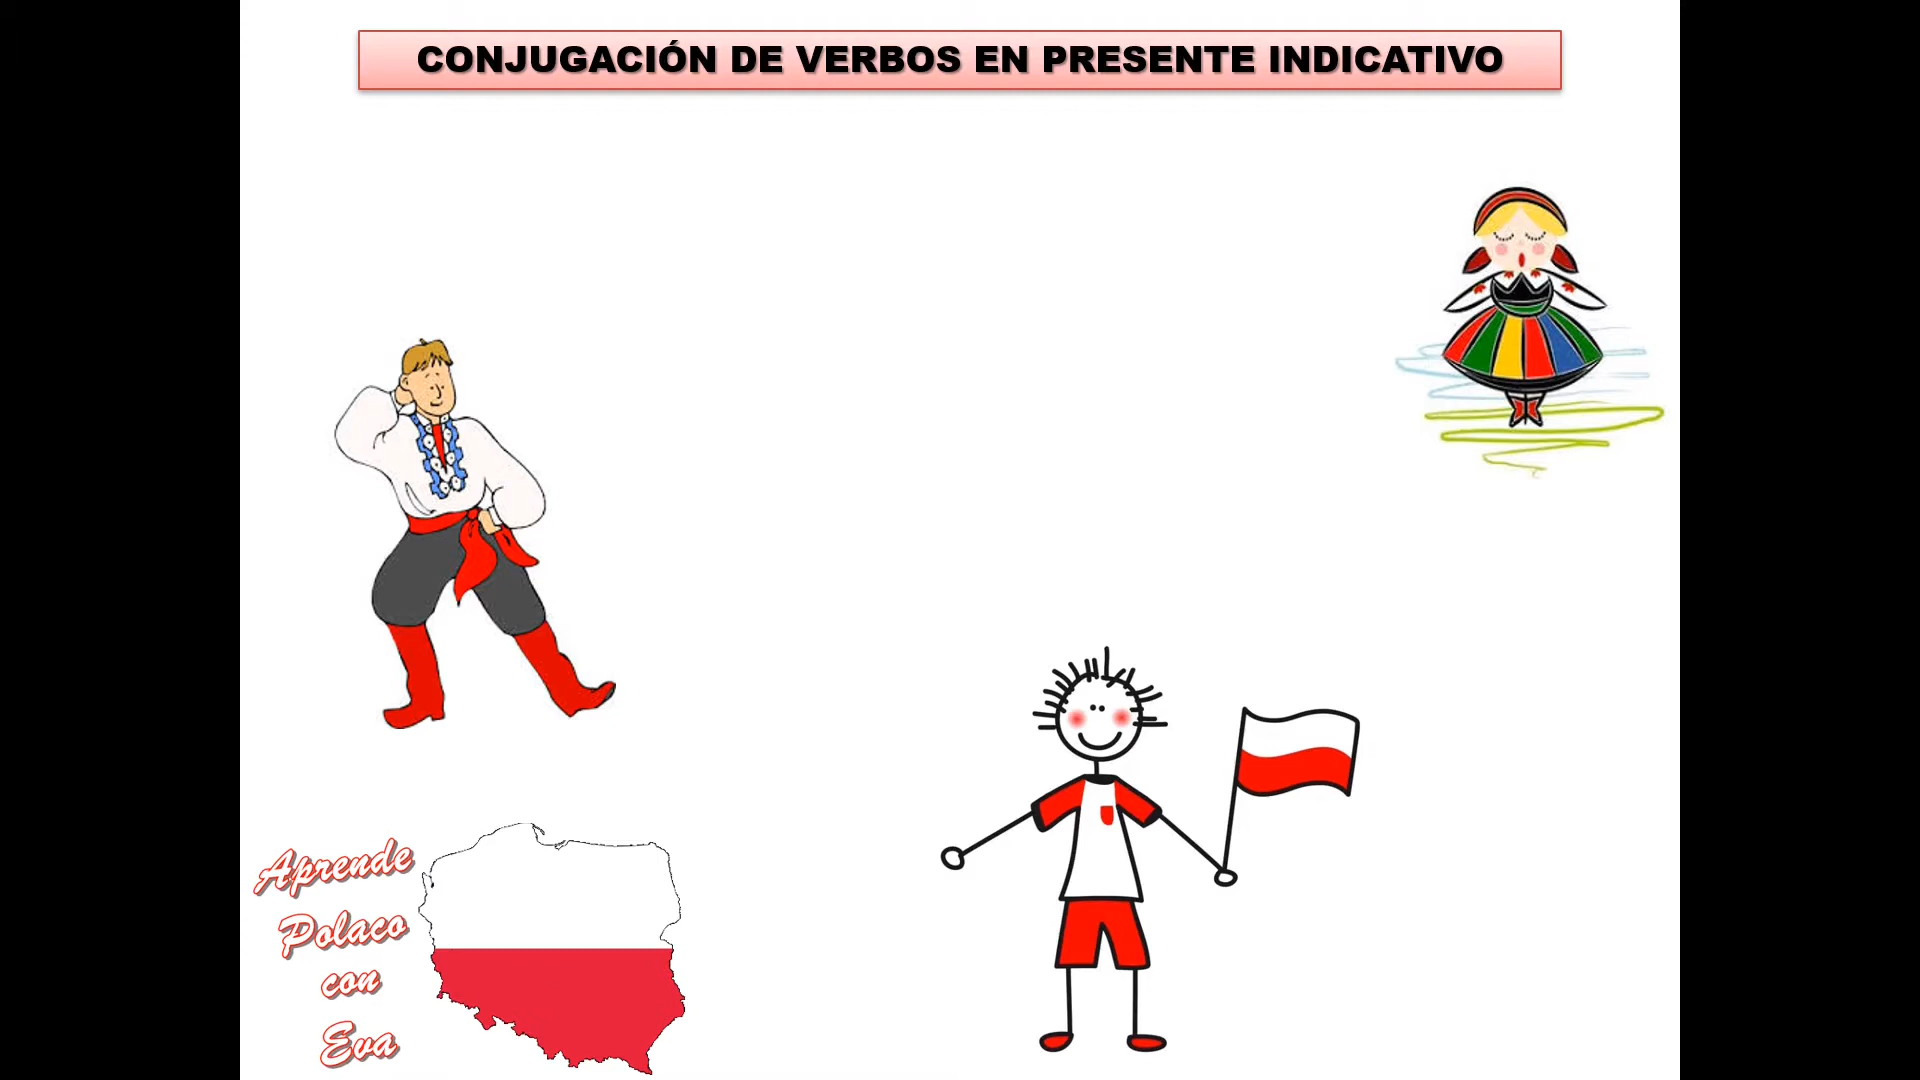 CONJUGACIÓN DE VERBOS EN PRESENTE INDICATIVO
Aprende
Polaco
con
Eva